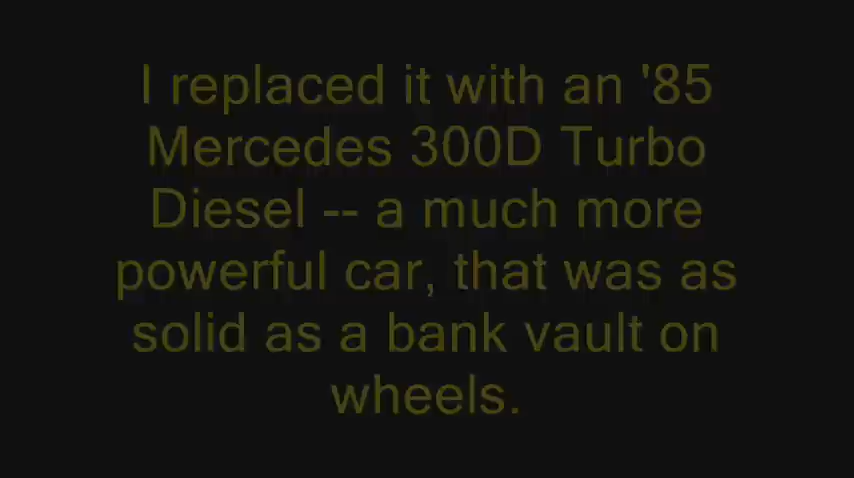 I replaced it with an '85
Mercedes 300D Turbo
Diesel -- a much more
powerful car, that was as
solid as a bank vault on
wheels.